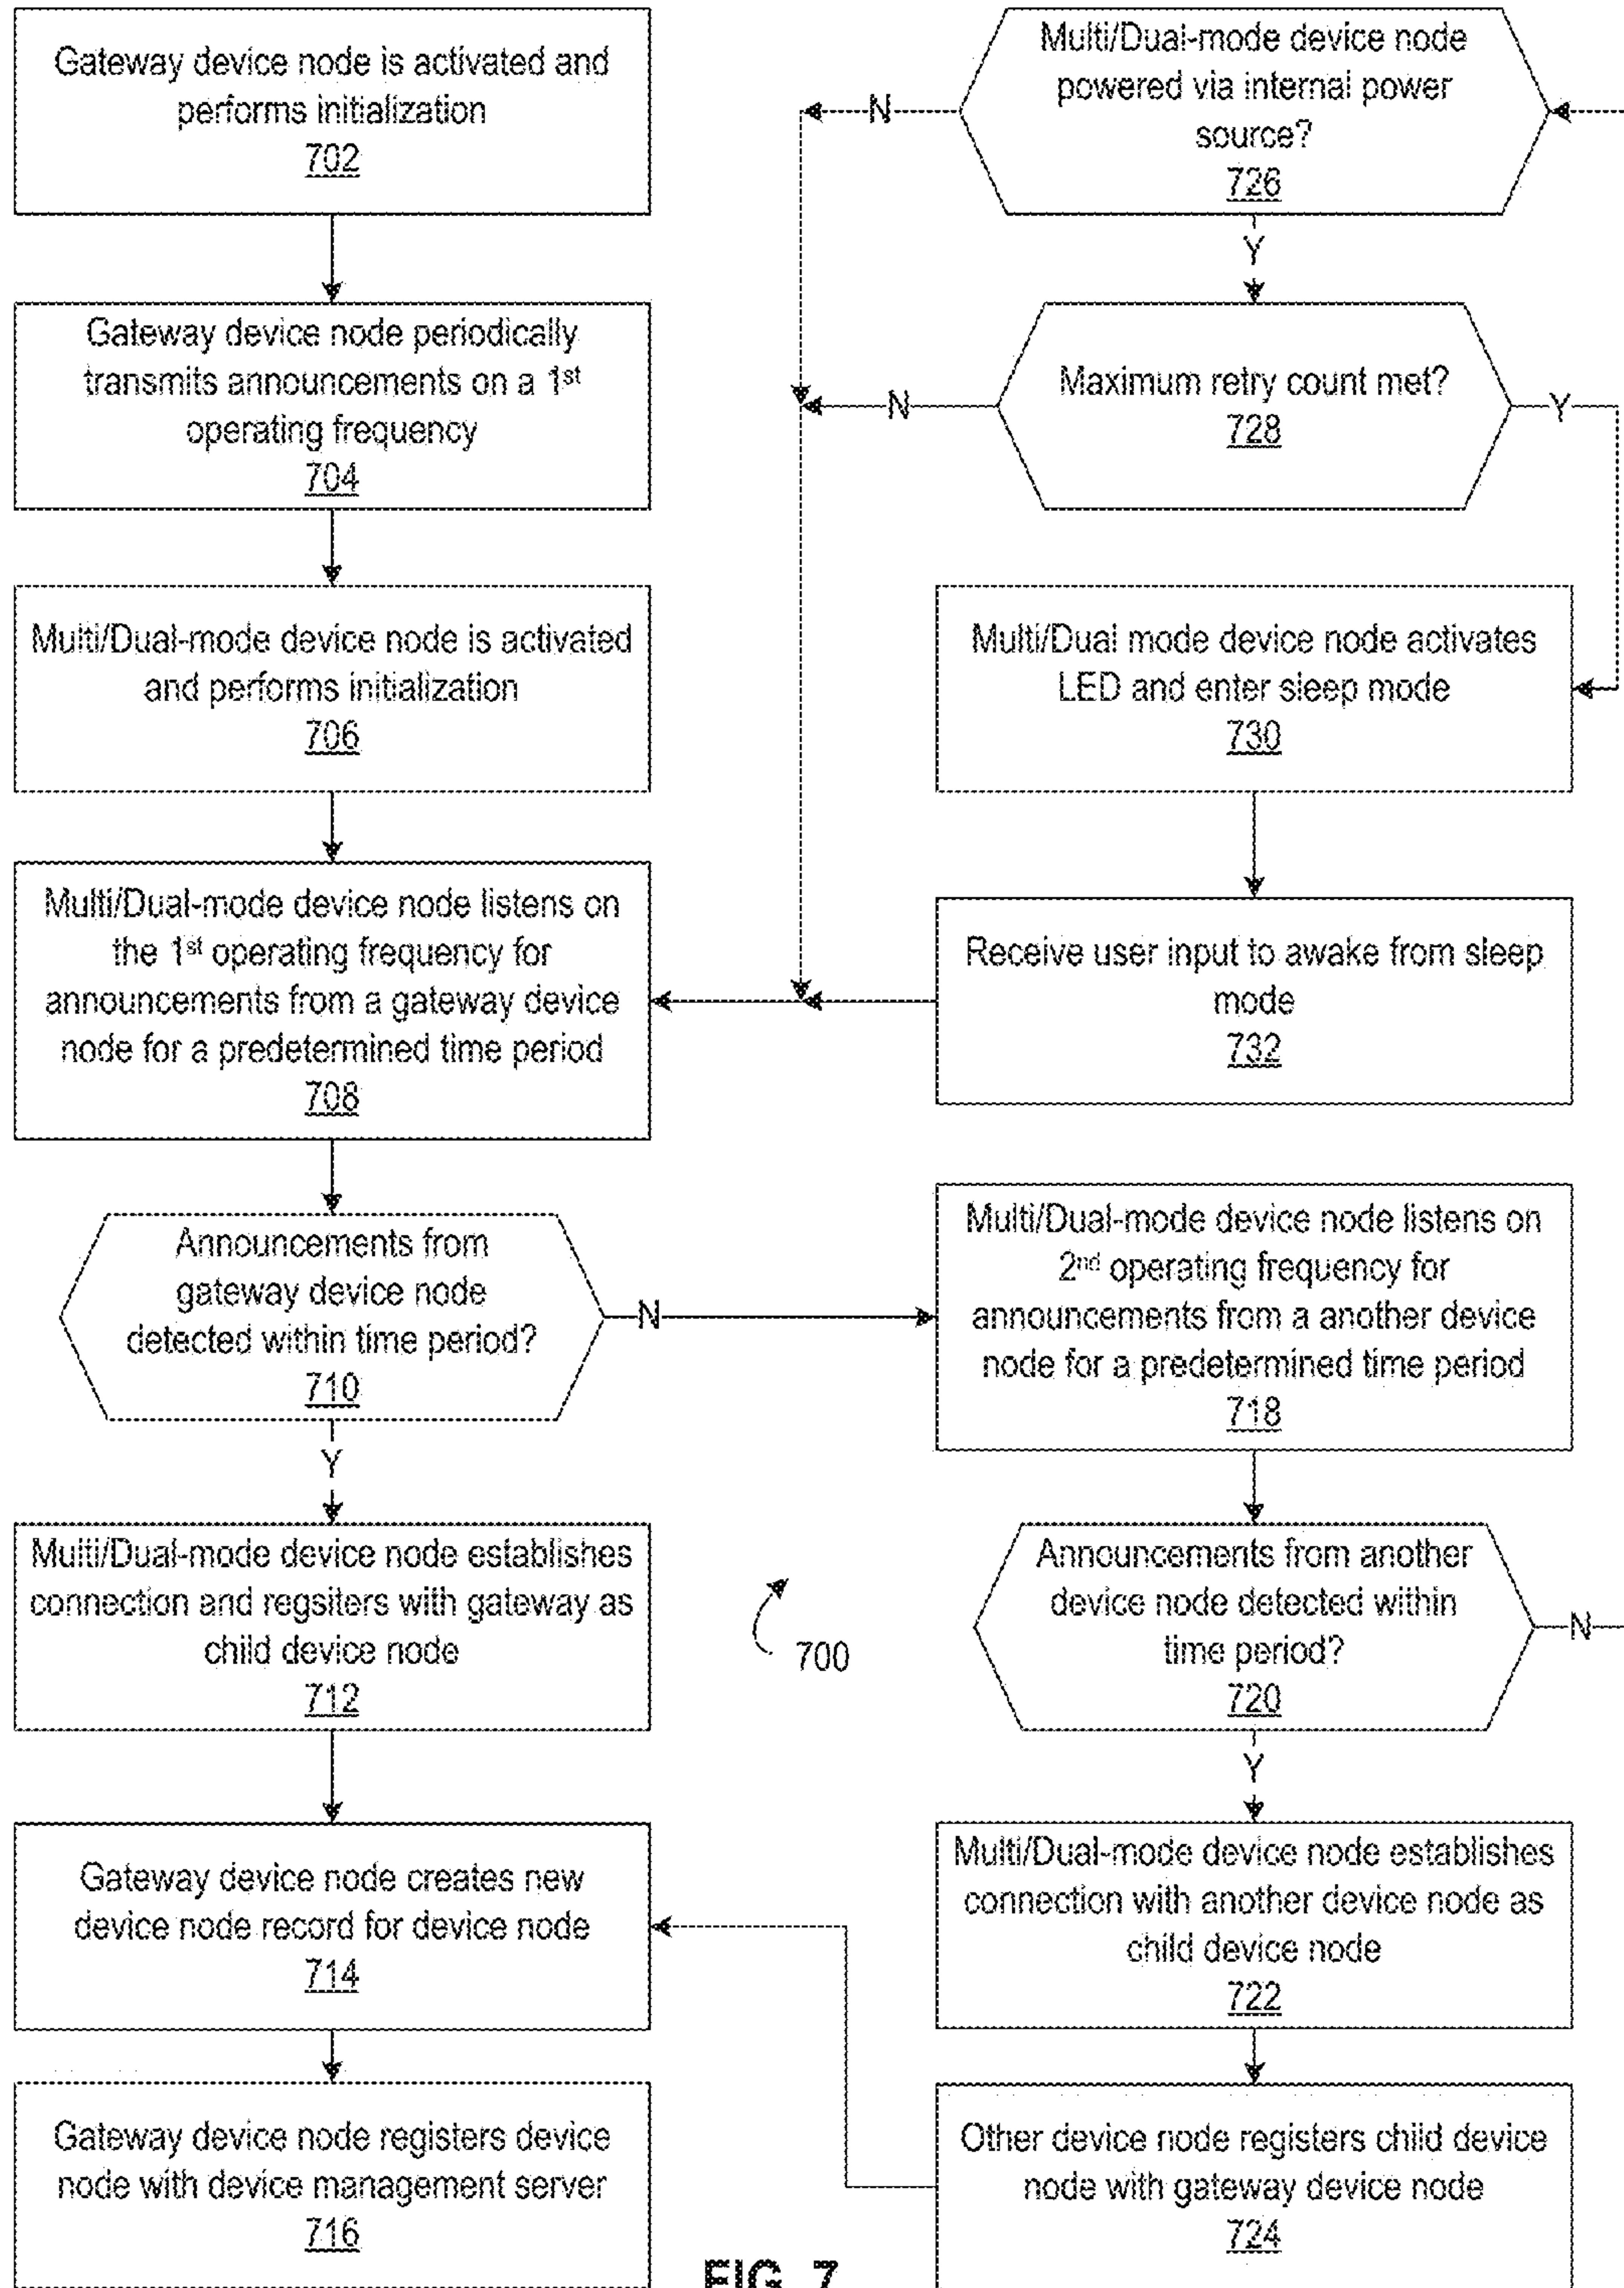 Gateway device node is activated and
performs initialization
702
Gateway device node periodically
transmits announcements on a 1st
operating frequency
704
Multi/Dual-mode device node is activated
and performs initialization
706
Multi/Dual-mode device node listens on
the 1st operating frequency for
announcements from a gateway device
node for a predetermined time period
708
Announcements from
gateway device node
detected within time period?
710
N
Y
Multi/Dual-mode device node establishes
connection and regsiters with gateway as
child device node
712
Gateway device node creates new
device node record for device node
714
Gateway device node registers device
node with device management server
716
Multi/Dual-mode device node
powered via internal power
source?
726
N
Y
Maximum retry count met?
728
N
Y
Multi/Dual mode device node activates
LED and enter sleep mode
730
Receive user input to awake from sleep
mode
732
Multi/Dual-mode device node listens on
2nd operating frequency for
announcements from a another device
node for a predetermined time period
718
Announcements from another
device node detected within
time period?
720
N
Y
Multi/Dual-mode device node establishes
connection with another device node as
child device node
722
Other device node registers child device
node with gateway device node
724
700
FIG. 7